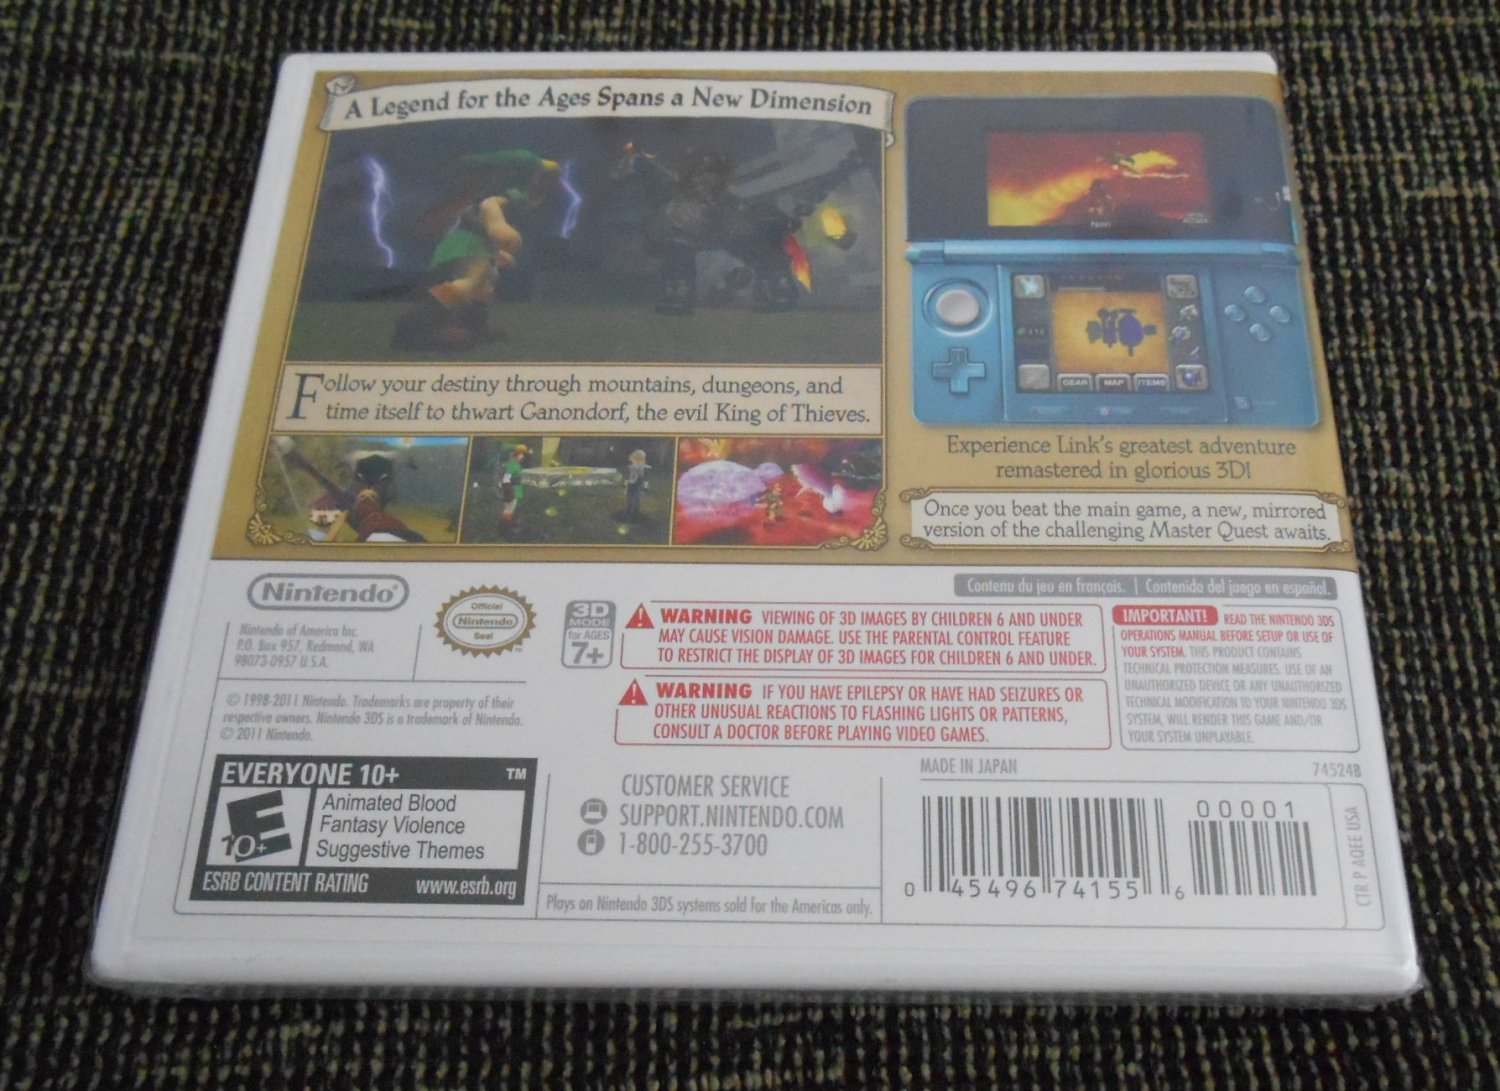 A Legend for the Ages Spans a New Dimension
Follow your destiny through mountains, dungeons, and
time itself to thwart Ganondorf, the evil King of Thieves.
GEAR MAP ITEMS
Experience Link's greatest adventure
remastered in glorious 3D!
Once you beat the main game, a new, mirrored
version of the challenging Master Quest awaits.
Contenu du jeu en français. | Contenido del juego en español.
Nintendo®
Nintendo of America Inc.
P.O. Box 957, Redmond, WA
98073-0957 U.S.A.
Official
Nintendo
Seal
3D
MODE
for AGES
7+
WARNING VIEWING OF 3D IMAGES BY CHILDREN 6 AND UNDER
MAY CAUSE VISION DAMAGE. USE THE PARENTAL CONTROL FEATURE
TO RESTRICT THE DISPLAY OF 3D IMAGES FOR CHILDREN 6 AND UNDER.
WARNING IF YOU HAVE EPILEPSY OR HAVE HAD SEIZURES OR
OTHER UNUSUAL REACTIONS TO FLASHING LIGHTS OR PATTERNS,
CONSULT A DOCTOR BEFORE PLAYING VIDEO GAMES.
IMPORTANT! READ THE NINTENDO 3DS
OPERATIONS MANUAL BEFORE SETUP OR USE OF
YOUR SYSTEM. THIS PRODUCT CONTAINS
TECHNICAL PROTECTION MEASURES. USE OF AN
UNAUTHORIZED DEVICE OR ANY UNAUTHORIZED
TECHNICAL MODIFICATION TO YOUR NINTENDO 3DS
SYSTEM, WILL RENDER THIS GAME AND/OR
YOUR SYSTEM UNPLAYABLE.
© 1998-2011 Nintendo. Trademarks are property of their
respective owners. Nintendo 3DS is a trademark of Nintendo.
© 2011 Nintendo.
EVERYONE 10+ ™
E 10+
Animated Blood
Fantasy Violence
Suggestive Themes
ESRB CONTENT RATING www.esrb.org
CUSTOMER SERVICE
SUPPORT.NINTENDO.COM
1-800-255-3700
Plays on Nintendo 3DS systems sold for the Americas only.
MADE IN JAPAN 74524B
00001
0 45496 74155 6
CTR P AQEE USA